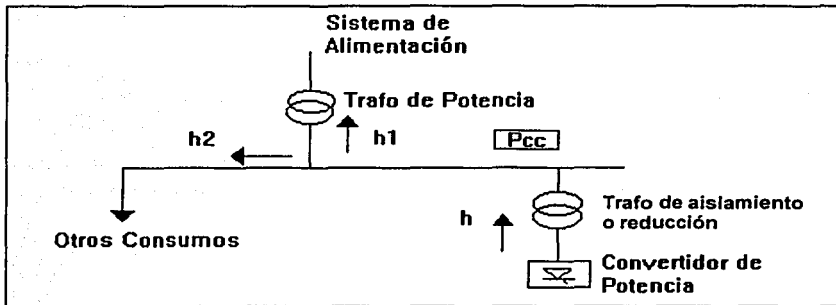 Sistema de
Alimentación
Trafo de Potencia
h2
h1
Pcc
Trafo de aislamiento
o reducción
h
Otros Consumos
Convertidor de
Potencia